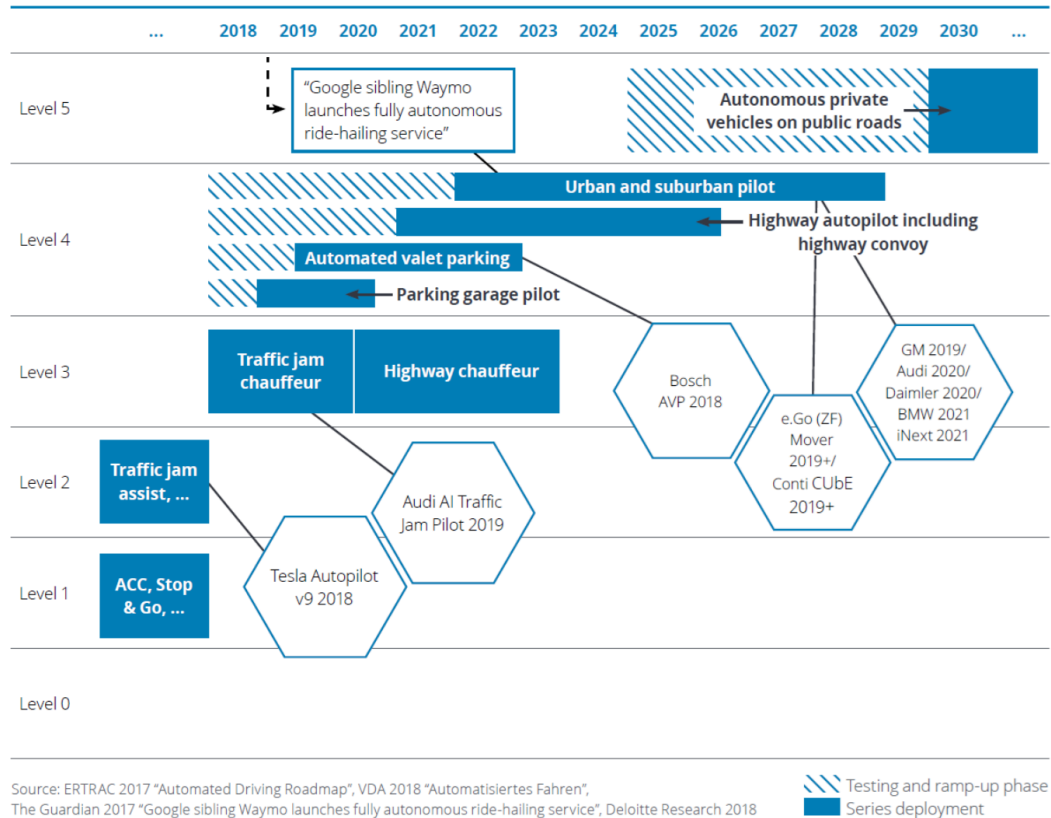 ... 2018 2019 2020 2021 2022 2023 2024 2025 2026 2027 2028 2029 2030 ...
Level 5
“Google sibling Waymo
launches fully autonomous
ride-hailing service”
Autonomous private
vehicles on public roads
Level 4
Urban and suburban pilot
Highway autopilot including
highway convoy
Automated valet parking
Parking garage pilot
Level 3
Traffic jam
chauffeur
Highway chauffeur
Bosch
AVP 2018
GM 2019/
Audi 2020/
Daimler 2020/
BMW 2021
iNext 2021
e.Go (ZF)
Mover
2019+/
Conti CUbE
2019+
Level 2
Traffic jam
assist, ...
Audi AI Traffic
Jam Pilot 2019
Level 1
ACC, Stop
& Go, ...
Tesla Autopilot
v9 2018
Level 0
Source: ERTRAC 2017 “Automated Driving Roadmap”, VDA 2018 “Automatisiertes Fahren”,
The Guardian 2017 “Google sibling Waymo launches fully autonomous ride-hailing service”, Deloitte Research 2018
Testing and ramp-up phase
Series deployment